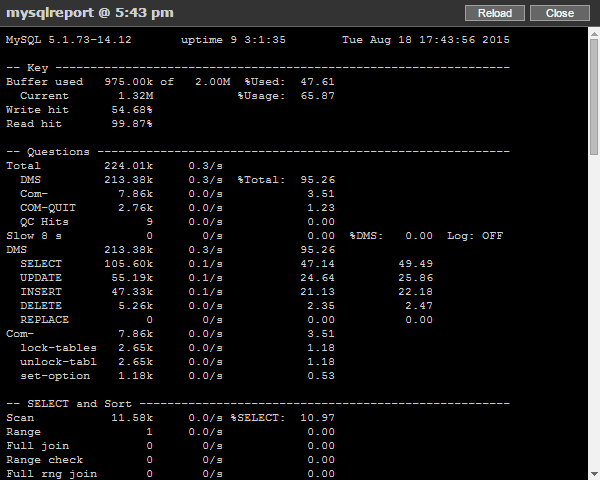 mysqlreport @ 5:43 pm Reload Close
MySQL 5.1.73-14.12 uptime 9 3:1:35 Tue Aug 18 17:43:56 2015
-- Key -----------------------------------------------------------------
Buffer used 975.00k of 2.00M %Used: 47.61
Current 1.32M %Usage: 65.87
Write hit 54.68%
Read hit 99.87%
-- Questions -----------------------------------------------------------
Total 224.01k 0.3/s
DMS 213.38k 0.3/s %Total: 95.26
Com- 7.86k 0.0/s 3.51
COM-QUIT 2.76k 0.0/s 1.23
QC Hits 9 0.0/s 0.00
Slow 8 s 0 0/s 0.00 %DMS: 0.00 Log: OFF
DMS 213.38k 0.3/s 95.26
SELECT 105.60k 0.1/s 47.14 49.49
UPDATE 55.19k 0.1/s 24.64 25.86
INSERT 47.33k 0.1/s 21.13 22.18
DELETE 5.26k 0.0/s 2.35 2.47
REPLACE 0 0/s 0.00 0.00
Com- 7.86k 0.0/s 3.51
lock-tables 2.65k 0.0/s 1.18
unlock-tabl 2.65k 0.0/s 1.18
set-option 1.18k 0.0/s 0.53
-- SELECT and Sort -----------------------------------------------------
Scan 11.58k 0.0/s %SELECT: 10.97
Range 1 0.0/s 0.00
Full join 0 0/s 0.00
Range check 0 0/s 0.00
Full rng join 0 0/s 0.00